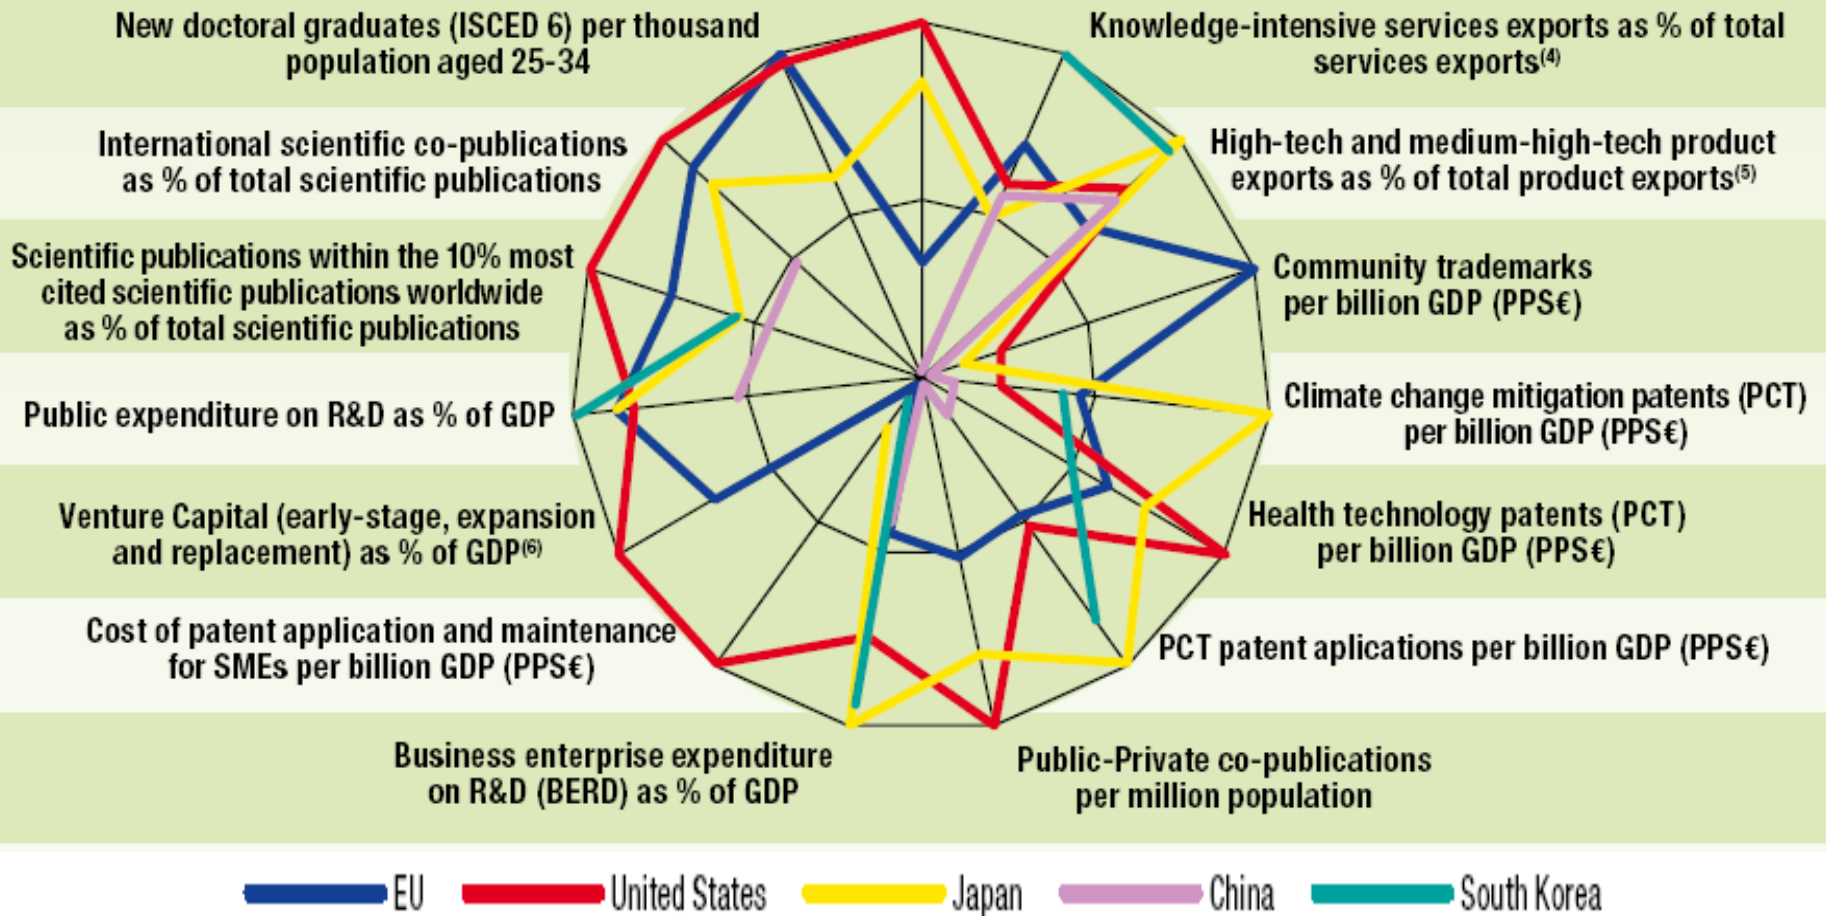 New doctoral graduates (ISCED 6) per thousand
population aged 25-34
International scientific co-publications
as % of total scientific publications
Scientific publications within the 10% most
cited scientific publications worldwide
as % of total scientific publications
Public expenditure on R&D as % of GDP
Venture Capital (early-stage, expansion
and replacement) as % of GDP(6)
Cost of patent application and maintenance
for SMEs per billion GDP (PPS€)
Business enterprise expenditure
on R&D (BERD) as % of GDP
Knowledge-intensive services exports as % of total
services exports(4)
High-tech and medium-high-tech product
exports as % of total product exports(5)
Community trademarks
per billion GDP (PPS€)
Climate change mitigation patents (PCT)
per billion GDP (PPS€)
Health technology patents (PCT)
per billion GDP (PPS€)
PCT patent aplications per billion GDP (PPS€)
Public-Private co-publications
per million population
EU United States Japan China South Korea